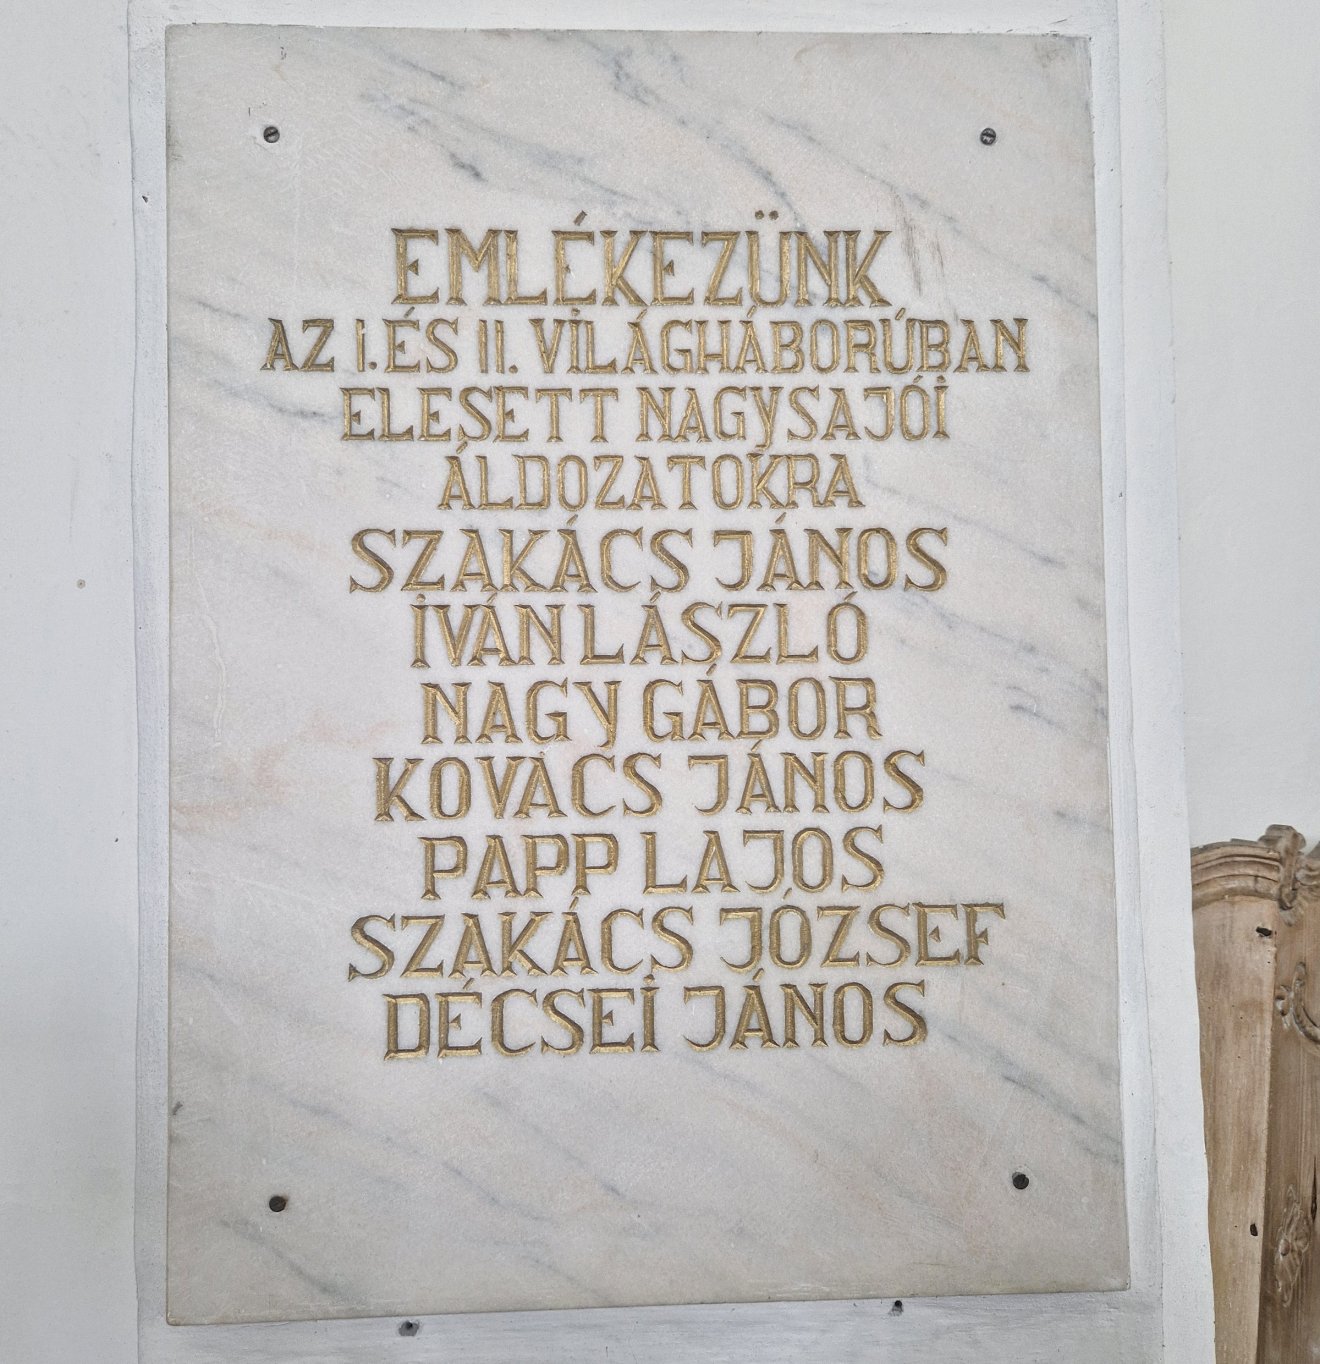 EMLÉKEZÜNK
AZ I. ÉS II. VILÁGHÁBORÚBAN
ELESETT NAGYSAJÓI
ÁLDOZATOKRA
SZAKÁCS JÁNOS
IVÁN LÁSZLÓ
NAGY GÁBOR
KOVÁCS JÁNOS
PAPP LAJOS
SZAKÁCS JÓZSEF
DÉCSEI JÁNOS